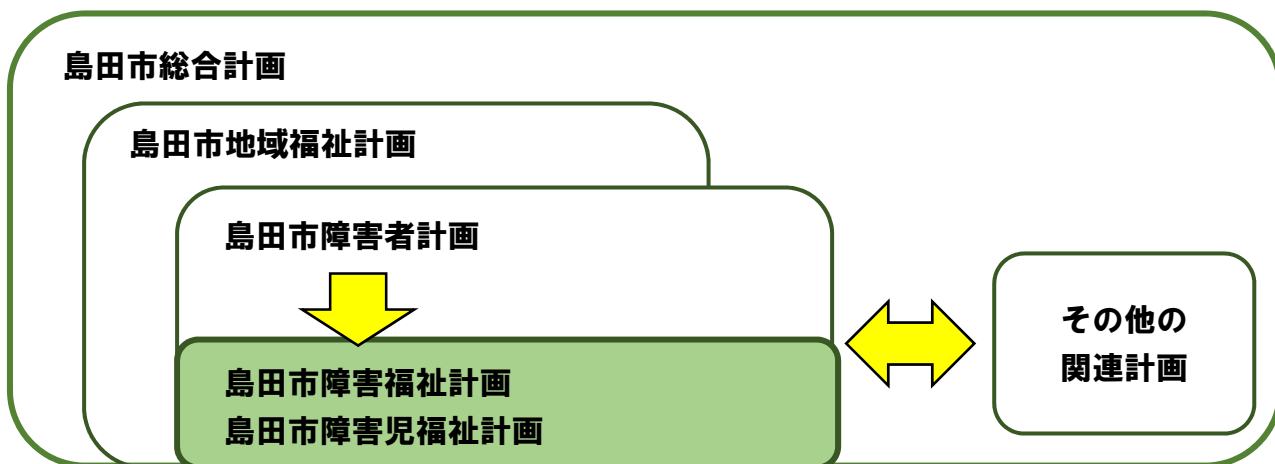 島田市総合計画
島田市地域福祉計画
島田市障害者計画
島田市障害福祉計画
島田市障害児福祉計画
その他の
関連計画